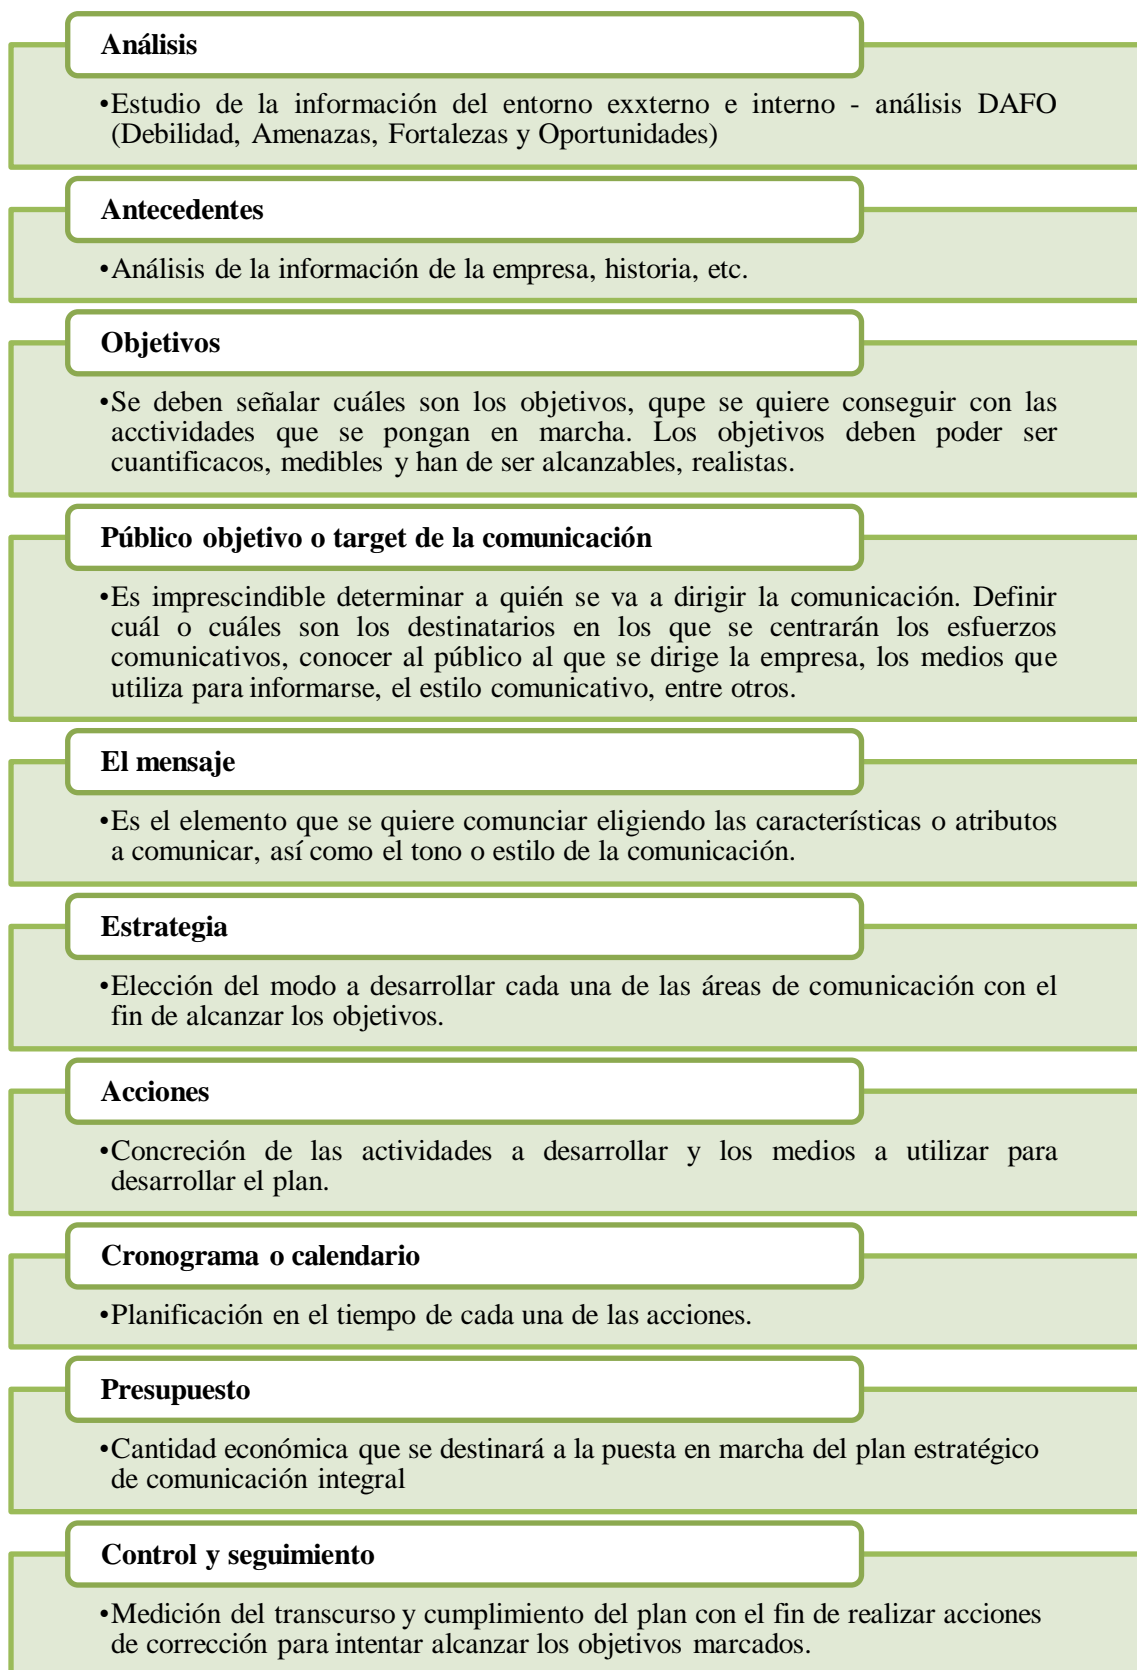 Análisis
•Estudio de la información del entorno exxterno e interno - análisis DAFO
(Debilidad, Amenazas, Fortalezas y Oportunidades)
Antecedentes
•Análisis de la información de la empresa, historia, etc.
Objetivos
•Se deben señalar cuáles son los objetivos, qupe se quiere conseguir con las
acctividades que se pongan en marcha. Los objetivos deben poder ser
cuantificacos, medibles y han de ser alcanzables, realistas.
Público objetivo o target de la comunicación
•Es imprescindible determinar a quién se va a dirigir la comunicación. Definir
cuál o cuáles son los destinatarios en los que se centrarán los esfuerzos
comunicativos, conocer al público al que se dirige la empresa, los medios que
utiliza para informarse, el estilo comunicativo, entre otros.
El mensaje
•Es el elemento que se quiere comunciar eligiendo las características o atributos
a comunicar, así como el tono o estilo de la comunicación.
Estrategia
•Elección del modo a desarrollar cada una de las áreas de comunicación con el
fin de alcanzar los objetivos.
Acciones
•Concreción de las actividades a desarrollar y los medios a utilizar para
desarrollar el plan.
Cronograma o calendario
•Planificación en el tiempo de cada una de las acciones.
Presupuesto
•Cantidad económica que se destinará a la puesta en marcha del plan estratégico
de comunicación integral
Control y seguimiento
•Medición del transcurso y cumplimiento del plan con el fin de realizar acciones
de corrección para intentar alcanzar los objetivos marcados.